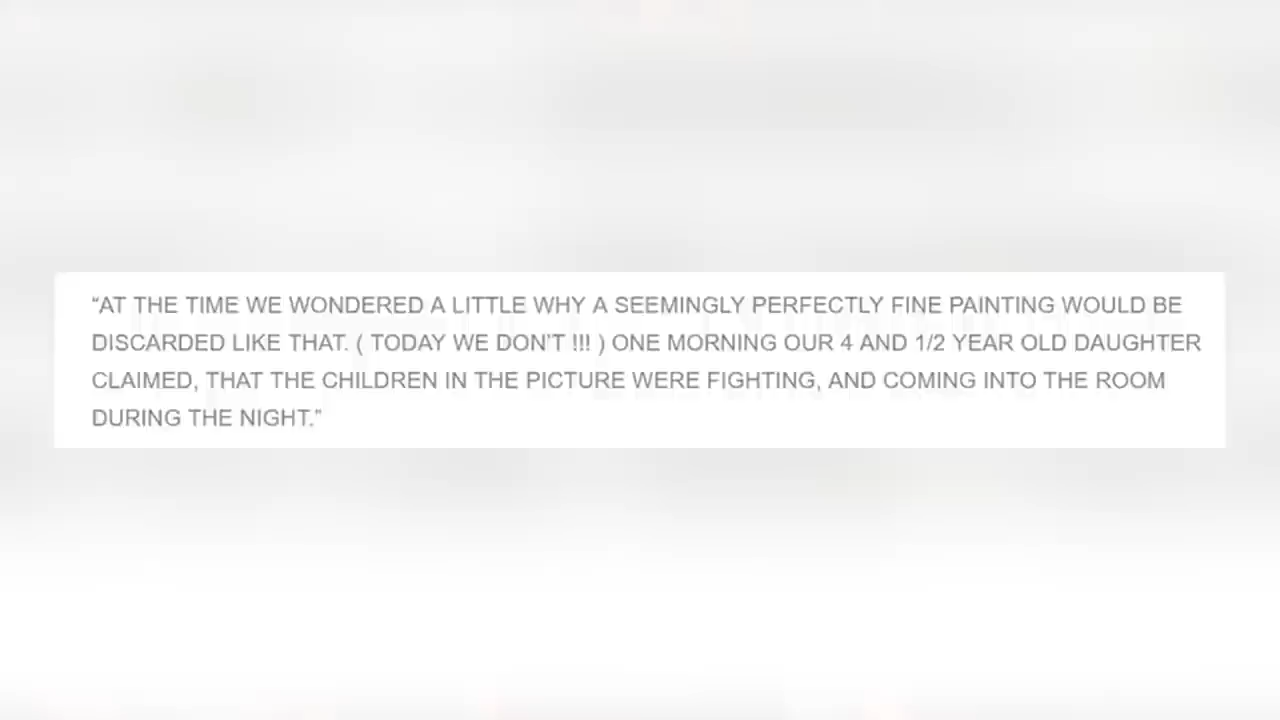 “AT THE TIME WE WONDERED A LITTLE WHY A SEEMINGLY PERFECTLY FINE PAINTING WOULD BE
DISCARDED LIKE THAT. ( TODAY WE DON'T !!! ) ONE MORNING OUR 4 AND 1/2 YEAR OLD DAUGHTER
CLAIMED, THAT THE CHILDREN IN THE PICTURE WERE FIGHTING, AND COMING INTO THE ROOM
DURING THE NIGHT.”